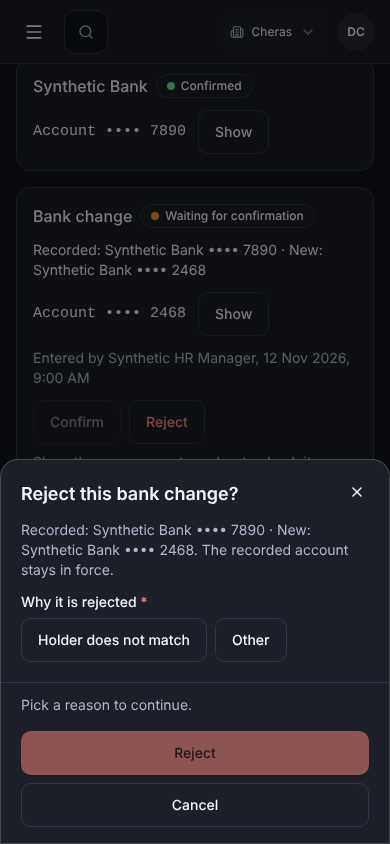 Cheras
DC
Synthetic Bank
Confirmed
Account •••• 7890
Show
Bank change
Waiting for confirmation
Recorded: Synthetic Bank •••• 7890 · New:
Synthetic Bank •••• 2468
Account •••• 2468
Show
Entered by Synthetic HR Manager, 12 Nov 2026,
9:00 AM
Confirm
Reject
Reject this bank change?
Recorded: Synthetic Bank •••• 7890 · New:
Synthetic Bank •••• 2468. The recorded account
stays in force.
Why it is rejected *
Holder does not match
Other
Pick a reason to continue.
Reject
Cancel